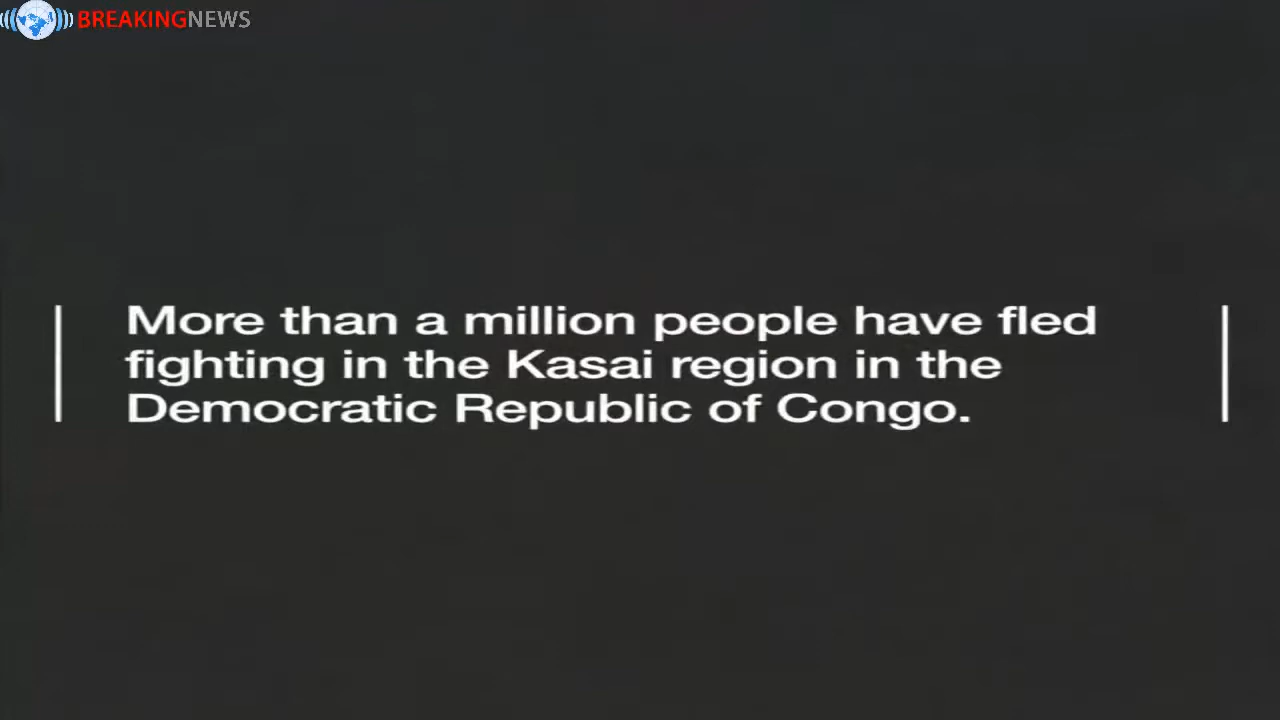 BREAKINGNEWS
More than a million people have fled
fighting in the Kasai region in the
Democratic Republic of Congo.